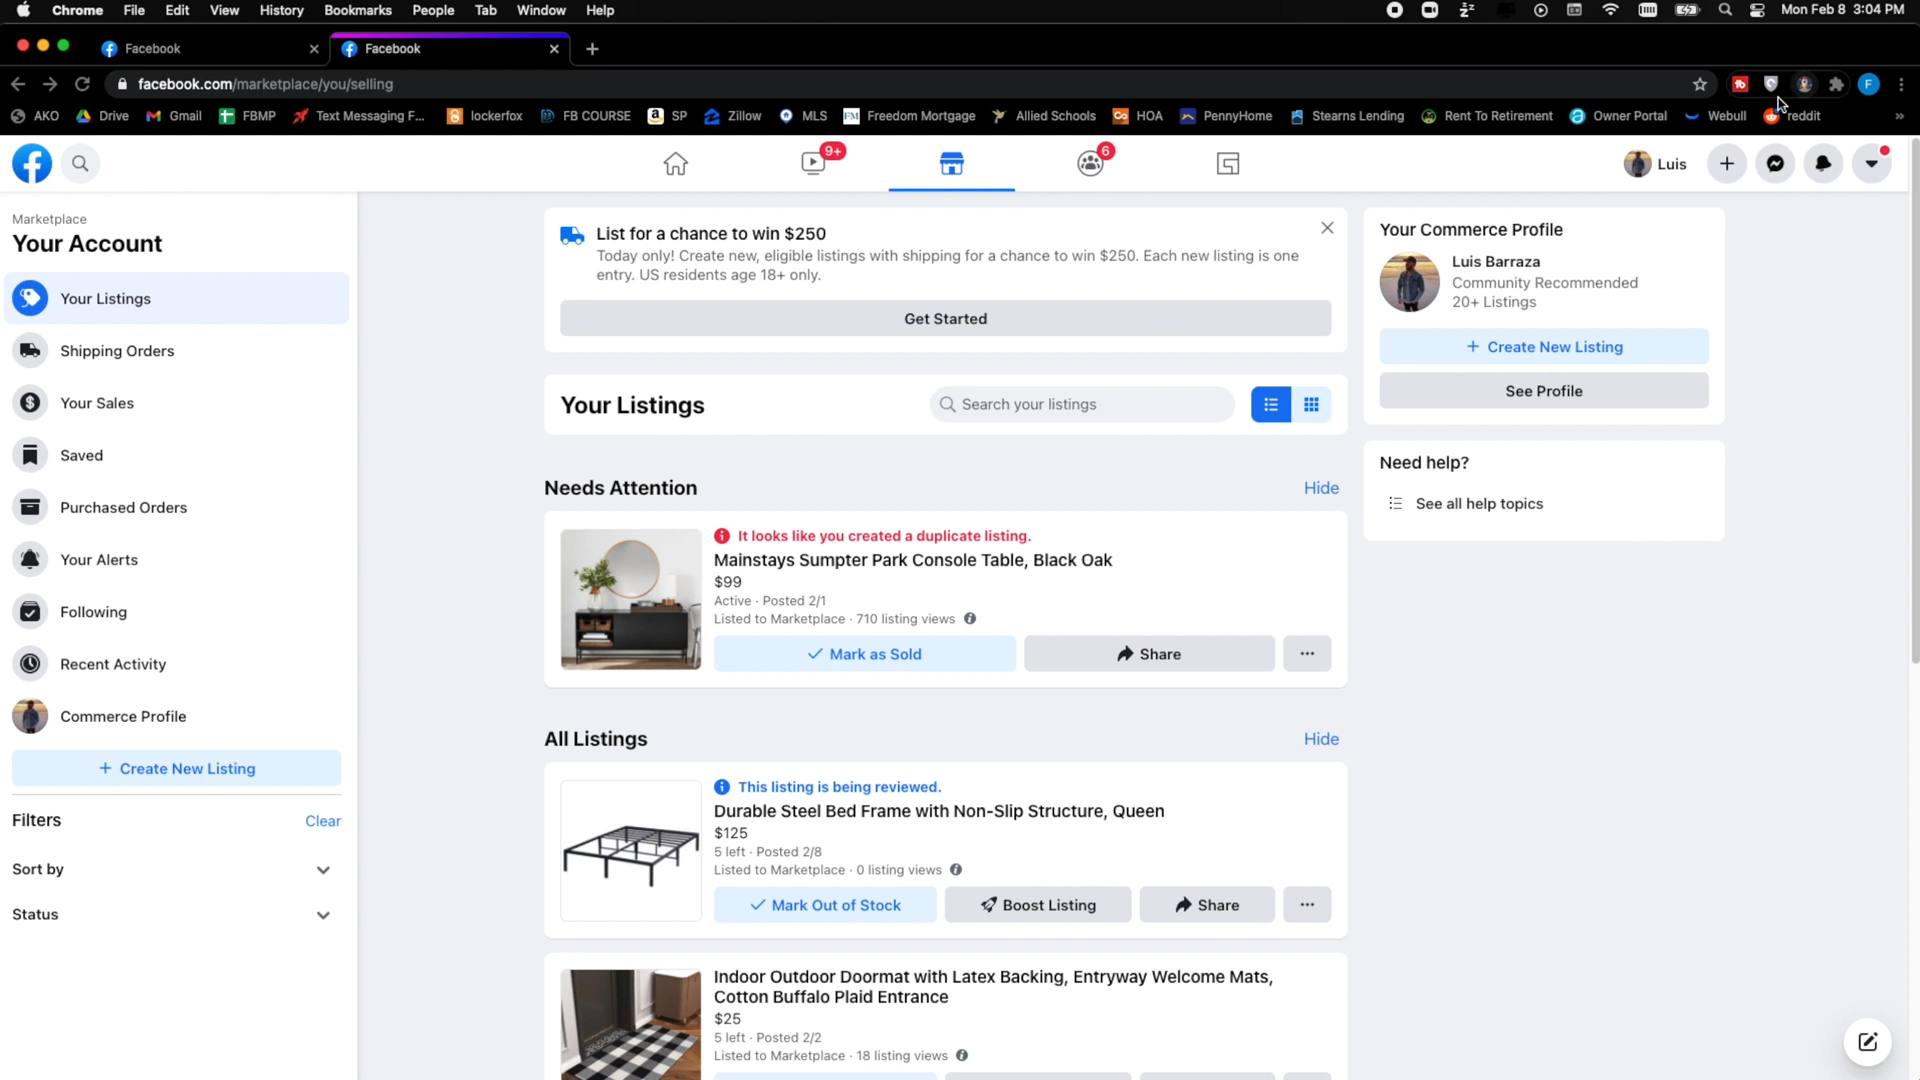 Chrome File Edit View History Bookmarks People Tab Window Help Mon Feb 8 3:04 PM
Facebook Facebook
facebook.com/marketplace/you/selling
AKO Drive Gmail FBMP Text Messaging F... lockerfox FB COURSE SP Zillow MLS Freedom Mortgage Allied Schools HOA PennyHome Stearns Lending Rent To Retirement Owner Portal Webull reddit
9+
6
Luis
Marketplace
Your Account
Your Listings
Shipping Orders
Your Sales
Saved
Purchased Orders
Your Alerts
Following
Recent Activity
Commerce Profile
+ Create New Listing
Filters Clear
Sort by
Status
List for a chance to win $250
Today only! Create new, eligible listings with shipping for a chance to win $250. Each new listing is one
entry. US residents age 18+ only.
Get Started
Your Listings Search your listings
Needs Attention Hide
It looks like you created a duplicate listing.
Mainstays Sumpter Park Console Table, Black Oak
$99
Active · Posted 2/1
Listed to Marketplace · 710 listing views
Mark as Sold Share
All Listings Hide
This listing is being reviewed.
Durable Steel Bed Frame with Non-Slip Structure, Queen
$125
5 left · Posted 2/8
Listed to Marketplace · 0 listing views
Mark Out of Stock Boost Listing Share
Indoor Outdoor Doormat with Latex Backing, Entryway Welcome Mats,
Cotton Buffalo Plaid Entrance
$25
5 left · Posted 2/2
Listed to Marketplace · 18 listing views
Your Commerce Profile
Luis Barraza
Community Recommended
20+ Listings
+ Create New Listing
See Profile
Need help?
See all help topics